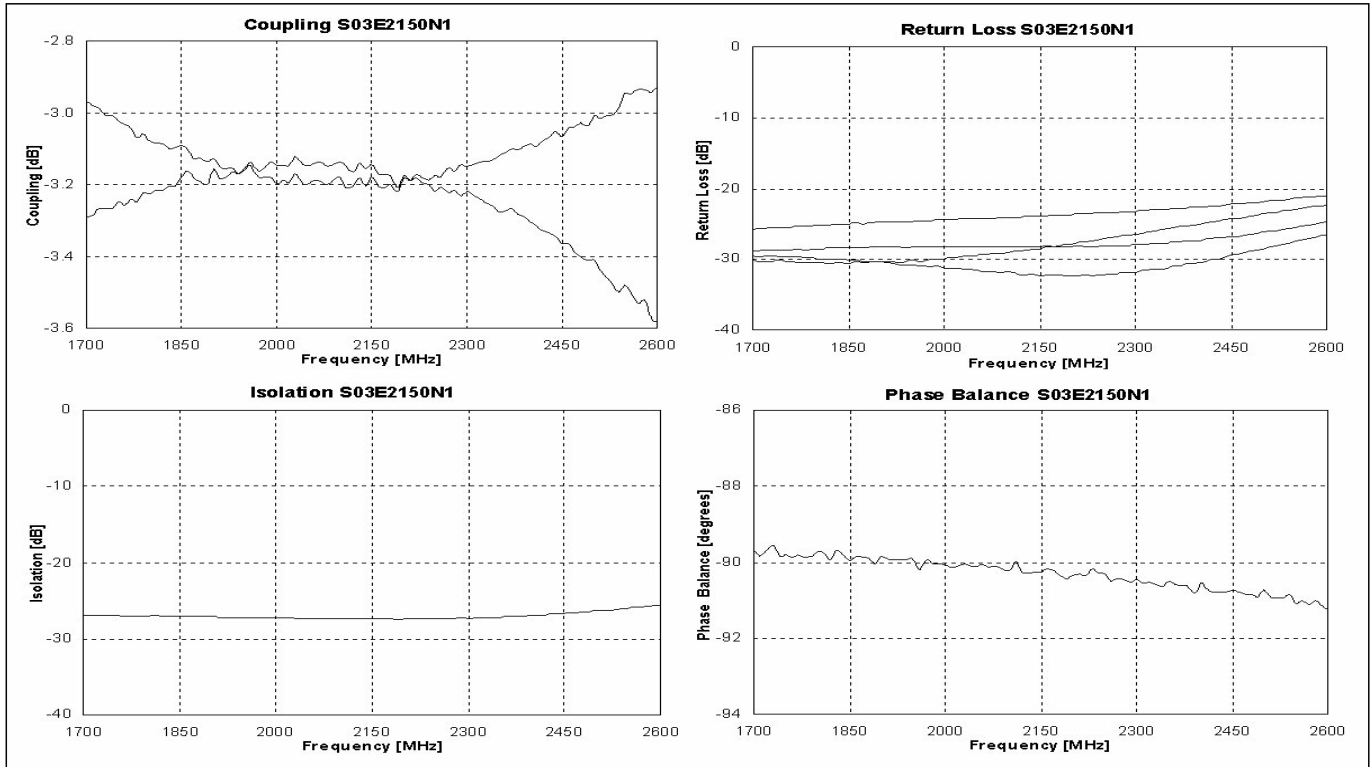 Coupling S03E2150N1
-2.8
-3.0
-3.2
-3.4
-3.6
Coupling [dB]
1700 1850 2000 2150 2300 2450 2600
Frequency [MHz]
Return Loss S03E2150N1
0
-10
-20
-30
-40
Return Loss [dB]
1700 1850 2000 2150 2300 2450 2600
Frequency [MHz]
Isolation S03E2150N1
0
-10
-20
-30
-40
Isolation [dB]
1700 1850 2000 2150 2300 2450 2600
Frequency [MHz]
Phase Balance S03E2150N1
-86
-88
-90
-92
-94
Phase Balance [degrees]
1700 1850 2000 2150 2300 2450 2600
Frequency [MHz]